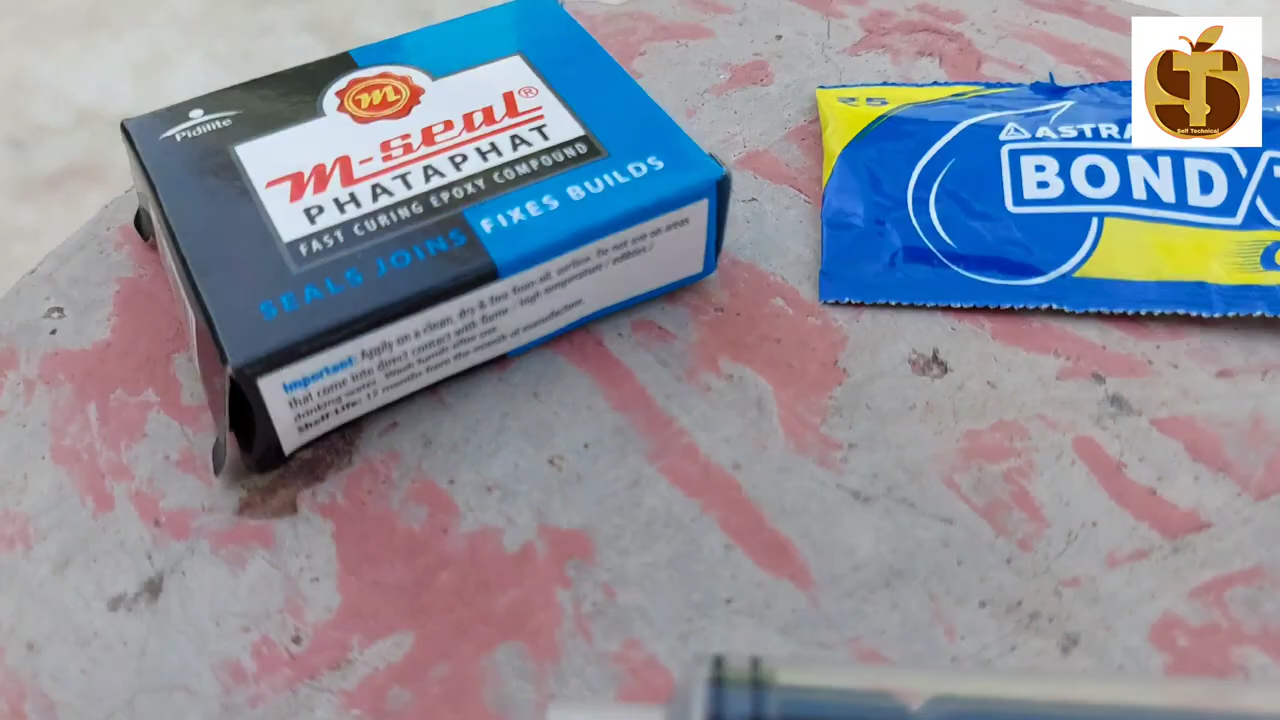 Pidilite
m
m-seal®
PHATAPHAT
FAST CURING EPOXY COMPOUND
SEALS JOINS FIXES BUILDS
Important: Apply on a clean, dry & free from oil, surface. Do not use on areas
that come into direct contact with flame / high temperature / edibles /
drinking water. Wash hands after use.
Shelf Life: 12 months from the month of manufacture.
₹5
ASTRA
BOND
ST
Self Technical